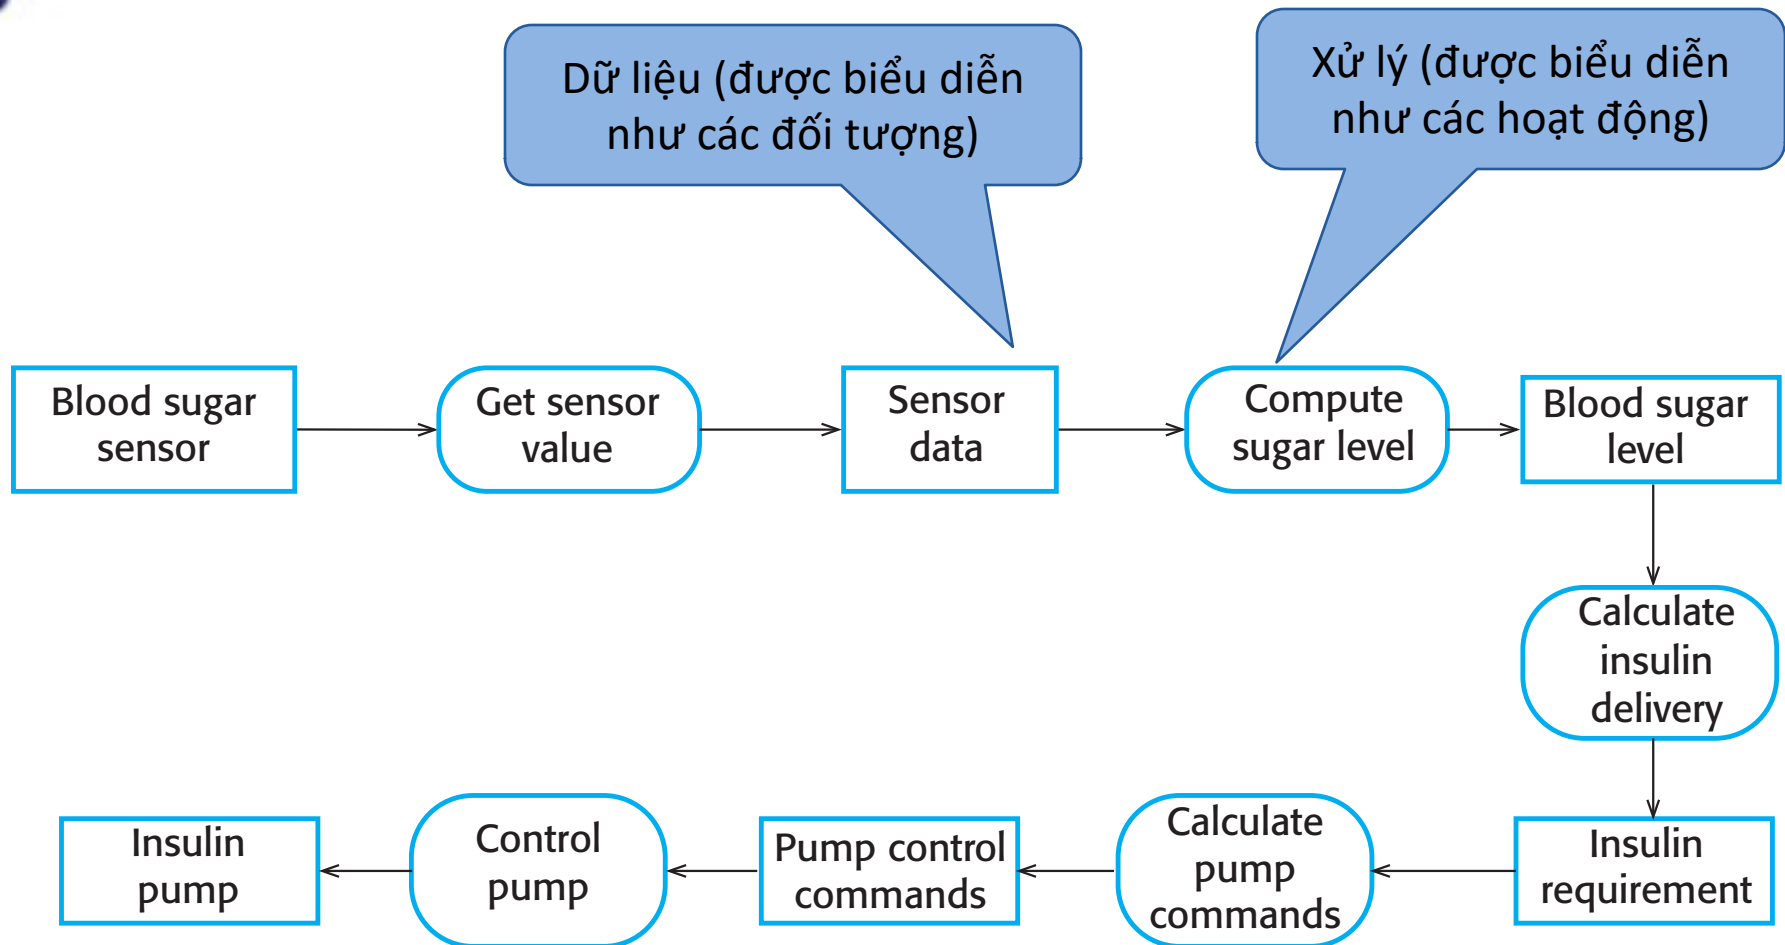 Dữ liệu (được biểu diễn
như các đối tượng)
Xử lý (được biểu diễn
như các hoạt động)
Blood sugar
sensor
Get sensor
value
Sensor
data
Compute
sugar level
Blood sugar
level
Calculate
insulin
delivery
Insulin
requirement
Calculate
pump
commands
Pump control
commands
Control
pump
Insulin
pump